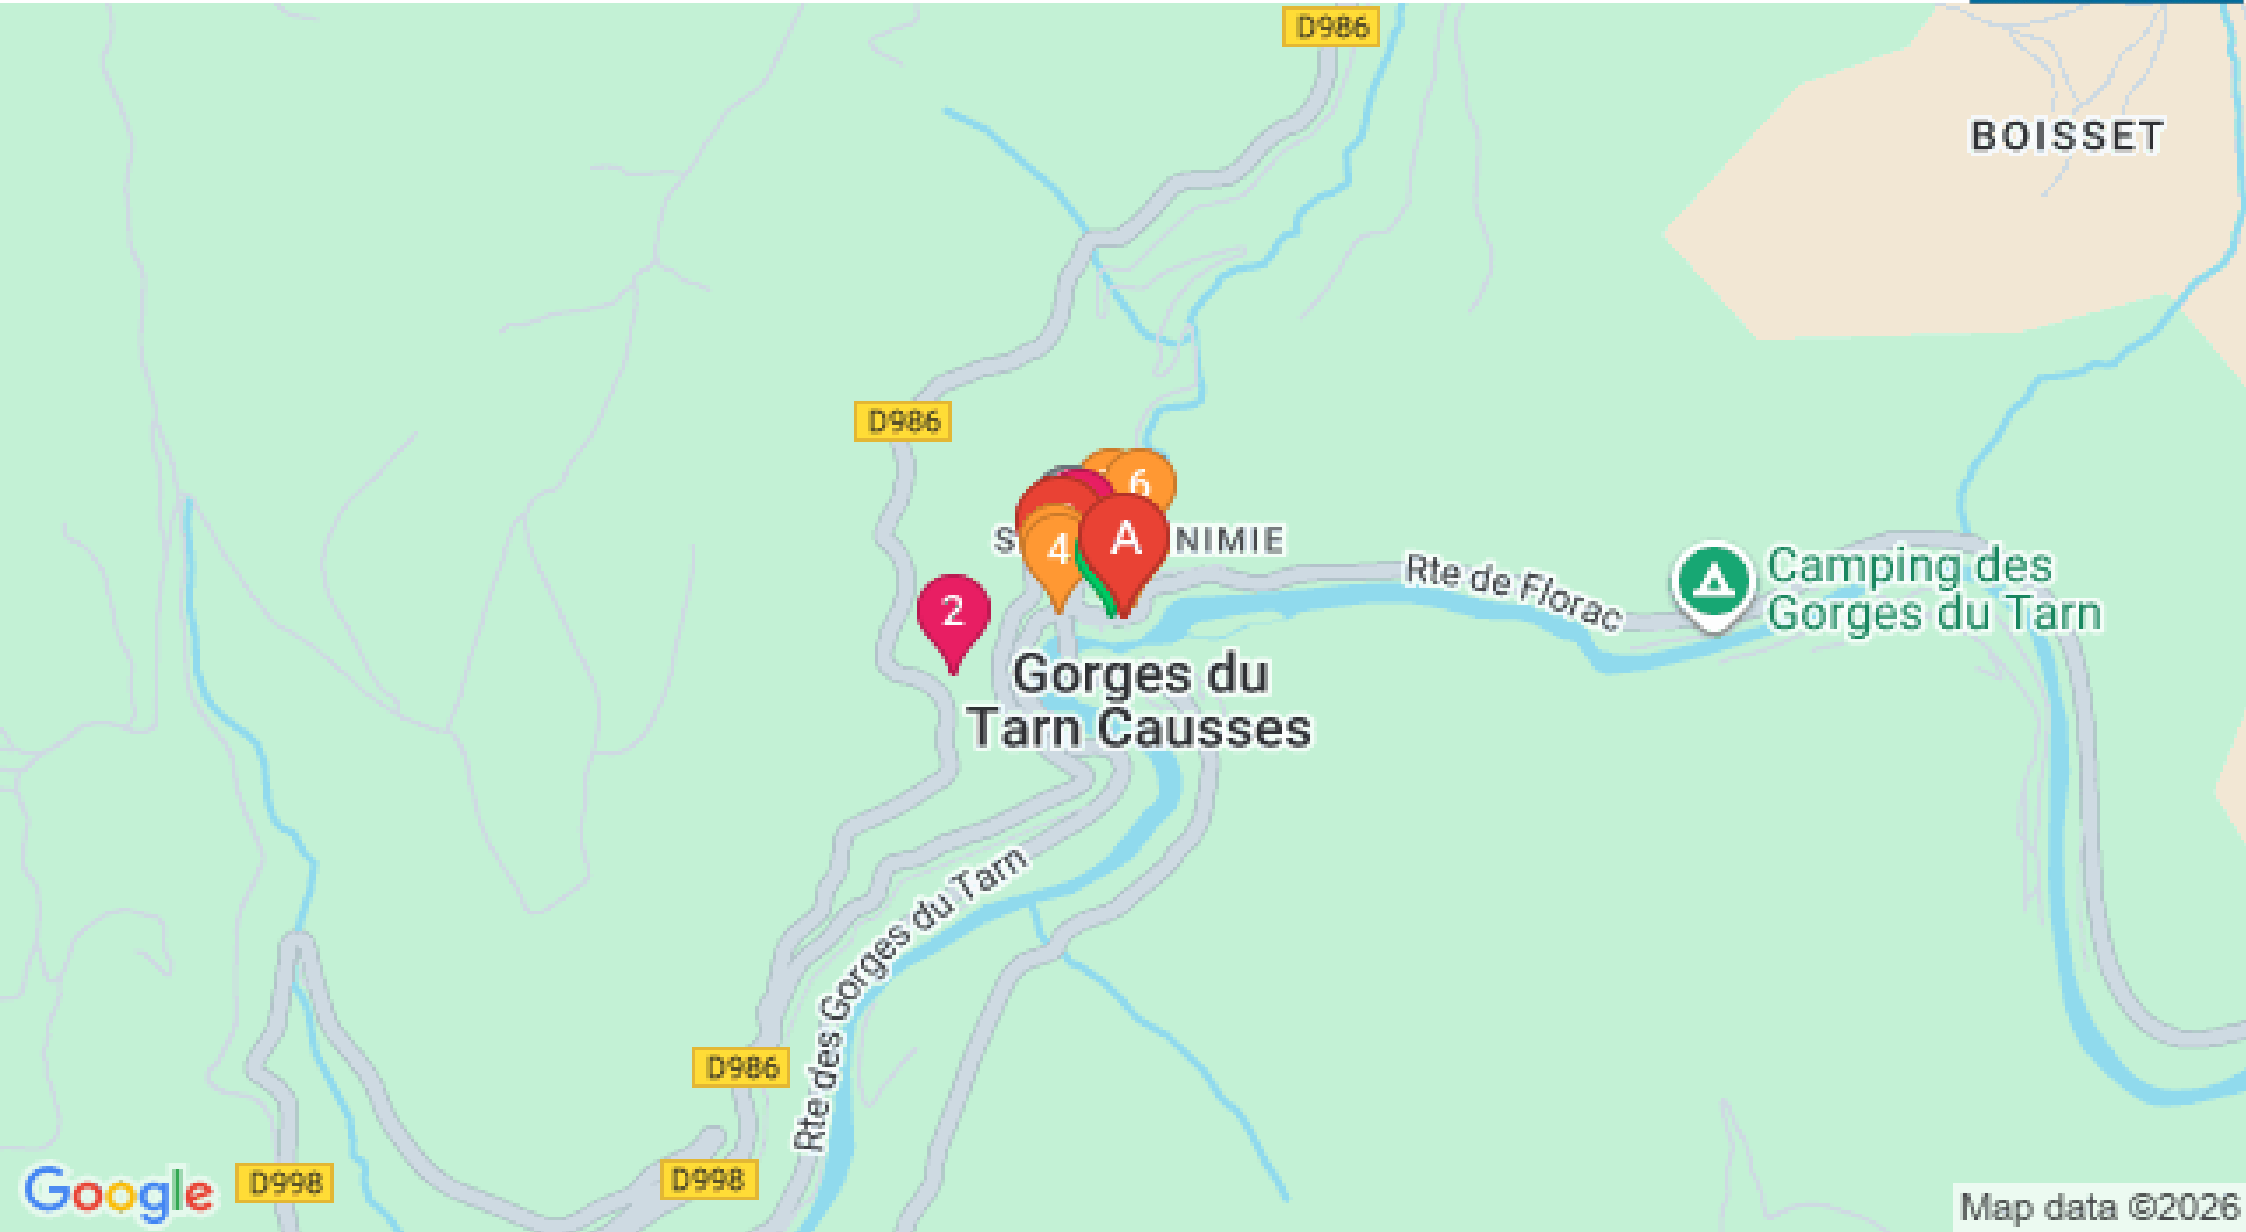 D986
BOISSET
D986
6
A
S
NIMIE
4
2
Rte de Florac
Camping des
Gorges du Tarn
Gorges du
Tarn Causses
Rte des Gorges du Tarn
D986
D998
D998
Google
Map data ©2026